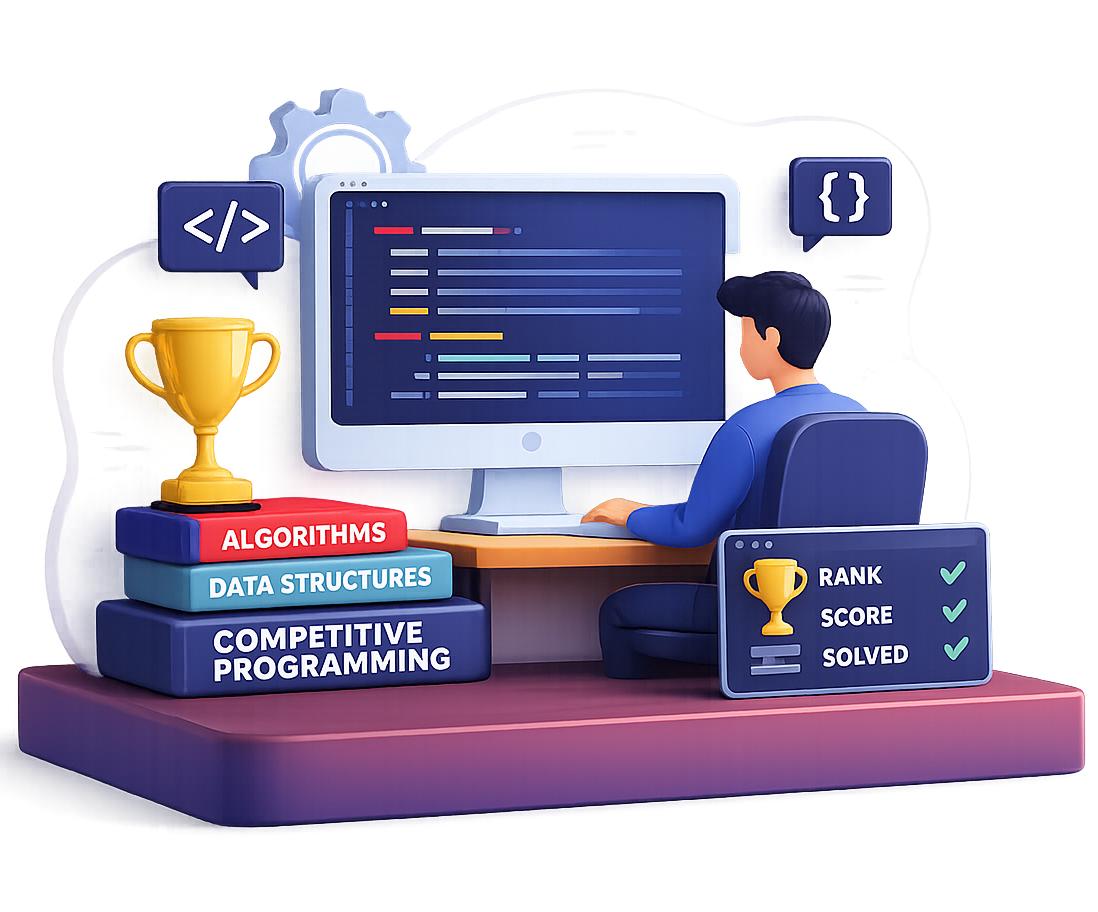 </>
{}
ALGORITHMS
DATA STRUCTURES
COMPETITIVE
PROGRAMMING
RANK
SCORE
SOLVED